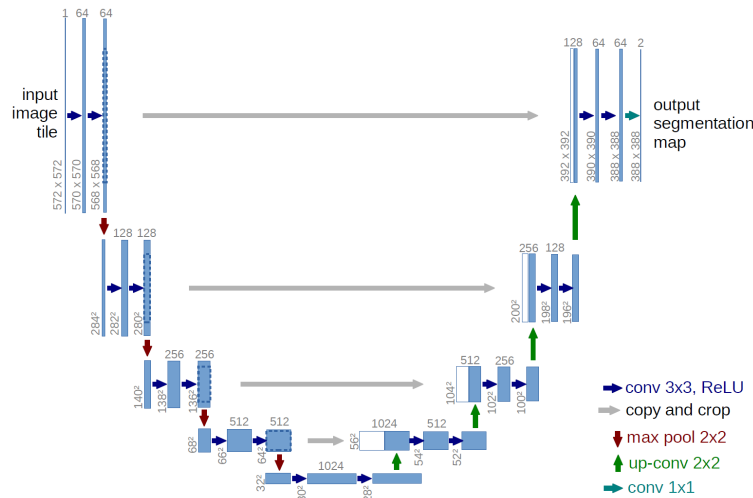 1 64 64
input
image
tile
572 x 572
570 x 570
568 x 568
128 64 64 2
output
segmentation
map
392 x 392
390 x 390
388 x 388
388 x 388
128 128
284²
282²
280²
256 128
200²
198²
196²
256 256
140²
138²
136²
512 256
104²
102²
100²
512 512
68²
66²
64²
1024 512
56²
54²
52²
1024
32²
30²
28²
conv 3x3, ReLU
copy and crop
max pool 2x2
up-conv 2x2
conv 1x1